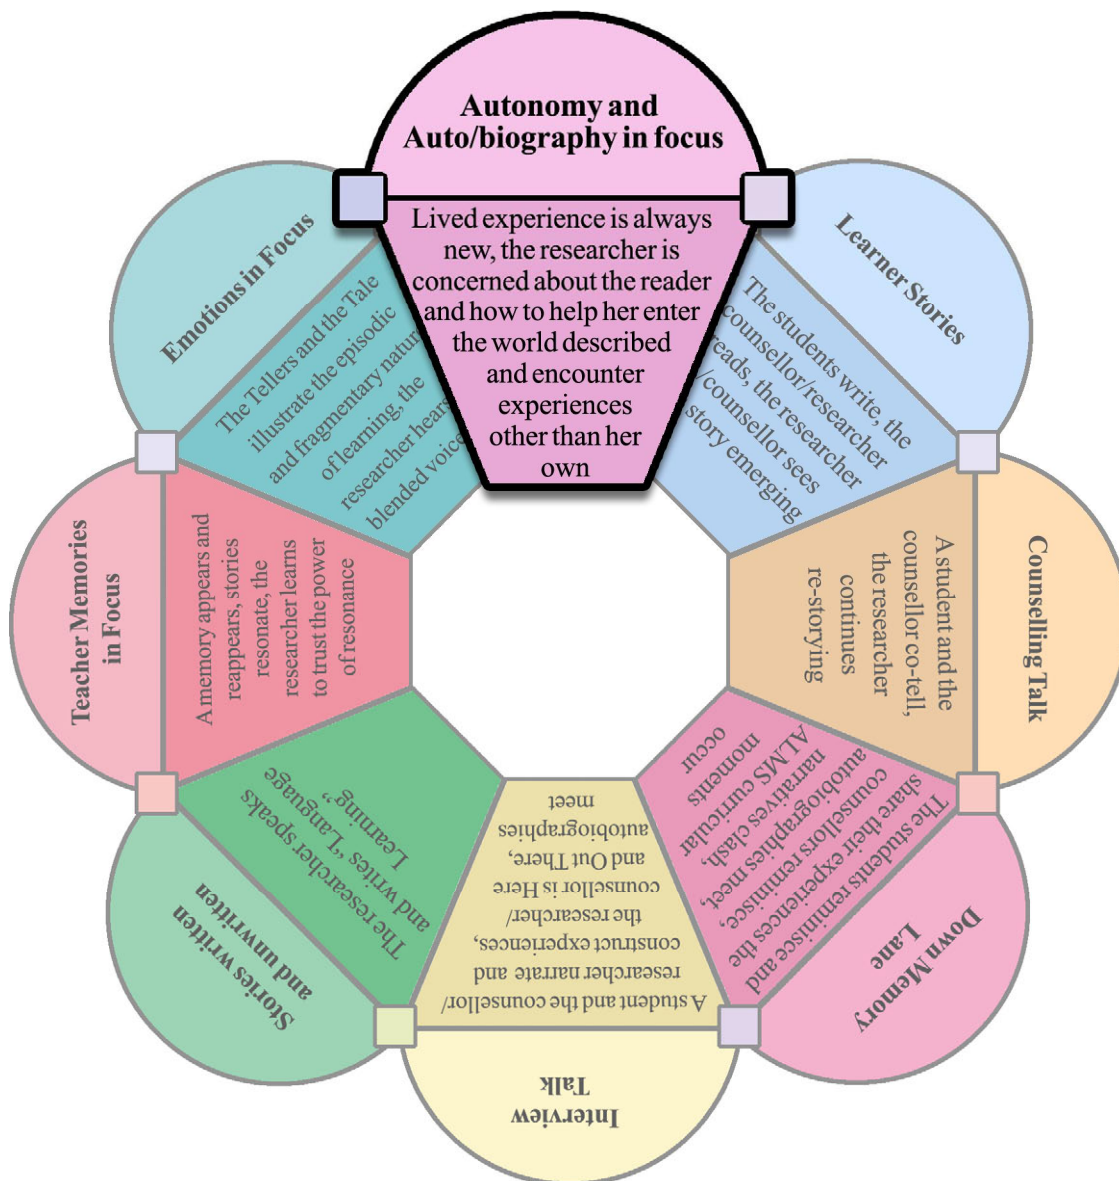 Autonomy and
Auto/biography in focus
Lived experience is always
new, the researcher is
concerned about the reader
and how to help her enter
the world described
and encounter
experiences
other than her
own
Learner Stories
The students write, the
counsellor/researcher
reads, the researcher
/counsellor sees
story emerging
Counselling Talk
A student and the
counsellor co-tell,
the researcher
continues
re-storying
Down Memory
Lane
The students reminisce and
share their experiences the
counsellors reminisce,
autobiographies meet,
narratives clash,
ALMS curricular
moments
occur
Interview
Talk
A student and the counsellor/
researcher narrate and
construct experiences,
the researcher/
counsellor is Here
and Out There,
autobiographies
meet
Stories written
and unwritten
The researcher speaks
and writes “Language
Learning”
Teacher Memories
in Focus
A memory appears and
reappears, stories
resonate, the
researcher learns
to trust the power
of resonance
Emotions in Focus
The Tellers and the Tale
illustrate the episodic
and fragmentary natur
of learning, the
researcher hears
blended voice